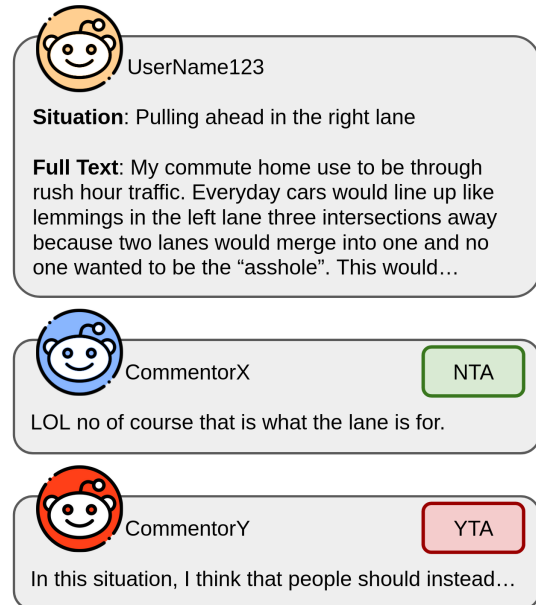 UserName123
Situation: Pulling ahead in the right lane
Full Text: My commute home use to be through
rush hour traffic. Everyday cars would line up like
lemmings in the left lane three intersections away
because two lanes would merge into one and no
one wanted to be the “asshole”. This would…
CommentorX
NTA
LOL no of course that is what the lane is for.
CommentorY
YTA
In this situation, I think that people should instead…